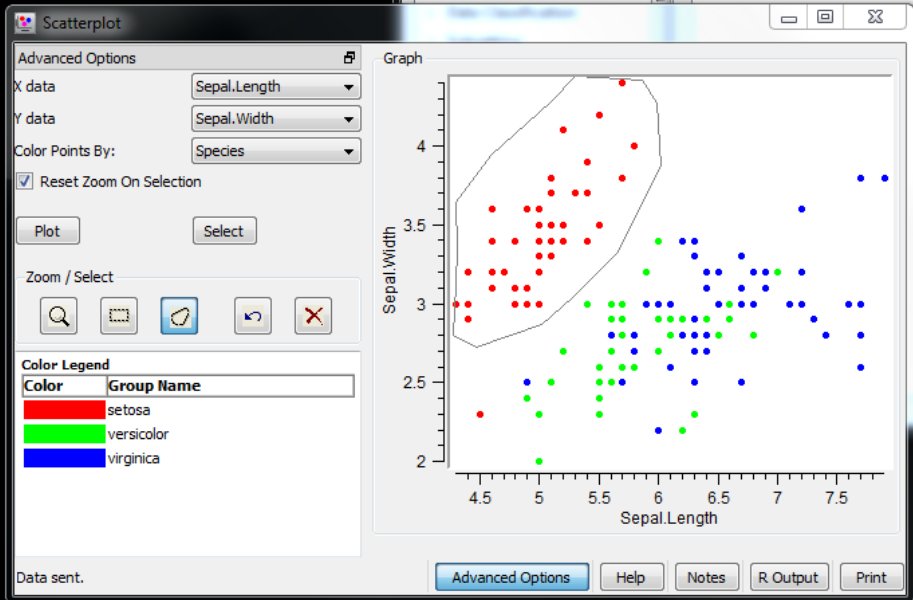 Scatterplot
Advanced Options
X data
Sepal.Length
Y data
Sepal.Width
Color Points By:
Species
Reset Zoom On Selection
Plot
Select
Zoom / Select
Color Legend
Color Group Name
setosa
versicolor
virginica
Data sent.
Graph
Sepal.Width
4
3.5
3
2.5
2
4.5 5 5.5 6 6.5 7 7.5
Sepal.Length
Advanced Options Help Notes R Output Print